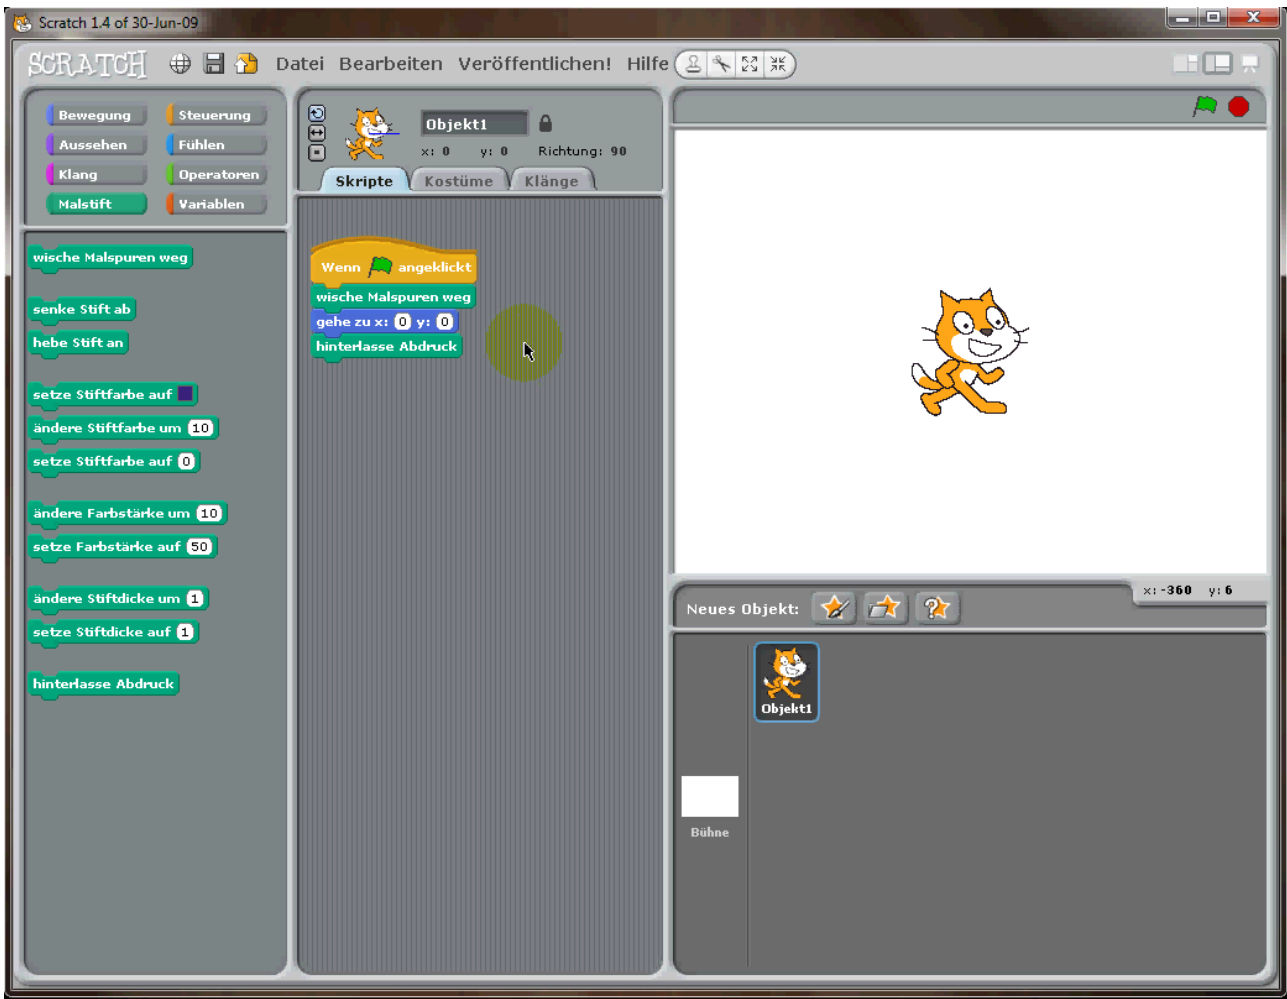 Scratch 1.4 of 30-Jun-09
SCRATCH Datei Bearbeiten Veröffentlichen! Hilfe
Bewegung Steuerung
Aussehen Fühlen
Klang Operatoren
Malstift Variablen
wische Malspuren weg
senke Stift ab
hebe Stift an
setze Stiftfarbe auf
ändere Stiftfarbe um 10
setze Stiftfarbe auf 0
ändere Farbstärke um 10
setze Farbstärke auf 50
ändere Stiftdicke um 1
setze Stiftdicke auf 1
hinterlasse Abdruck
Objekt1
x: 0 y: 0 Richtung: 90
Skripte Kostüme Klänge
Wenn angeklickt
wische Malspuren weg
gehe zu x: 0 y: 0
hinterlasse Abdruck
x: -360 y: 6
Neues Objekt:
Objekt1
Bühne